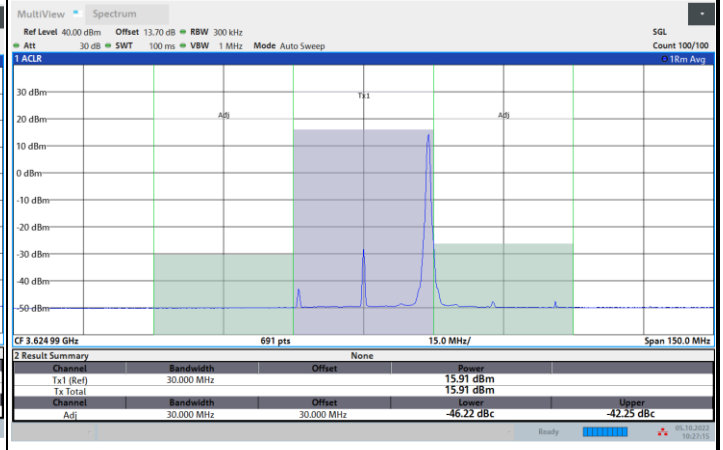 MultiView Spectrum
Ref Level 40.00 dBm Offset 13.70 dB RBW 300 kHz SGL
Att 30 dB SWT 100 ms VBW 1 MHz Mode Auto Sweep Count 100/100
1 ACLR 1Rm Avg
30 dBm
Tx1
20 dBm
Adj Adj
10 dBm
0 dBm
-10 dBm
-20 dBm
-30 dBm
-40 dBm
-50 dBm
CF 3.624 99 GHz 691 pts 15.0 MHz/ Span 150.0 MHz
2 Result Summary None
Channel Bandwidth Offset Power
Tx1 (Ref) 30.000 MHz 15.91 dBm
Tx Total 15.91 dBm
Channel Bandwidth Offset Lower Upper
Adj 30.000 MHz 30.000 MHz -46.22 dBc -42.25 dBc
Ready 05.10.2022
10:27:15